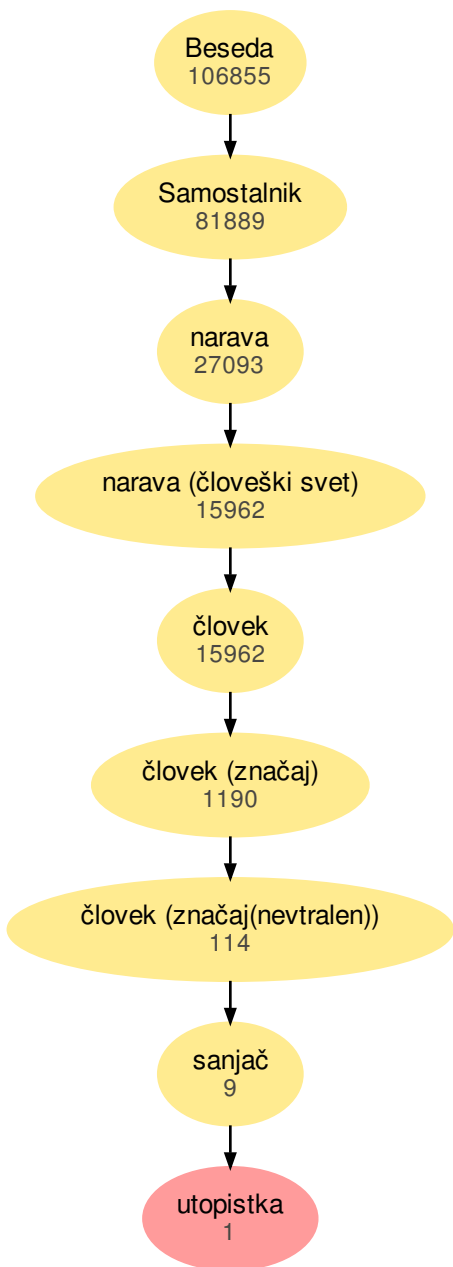 Beseda
106855
Samostalnik
81889
narava
27093
narava (človeški svet)
15962
človek
15962
človek (značaj)
1190
človek (značaj(nevtralen))
114
sanjač
9
utopistka
1